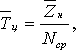 T̅ц = Z̅н / Nср ,